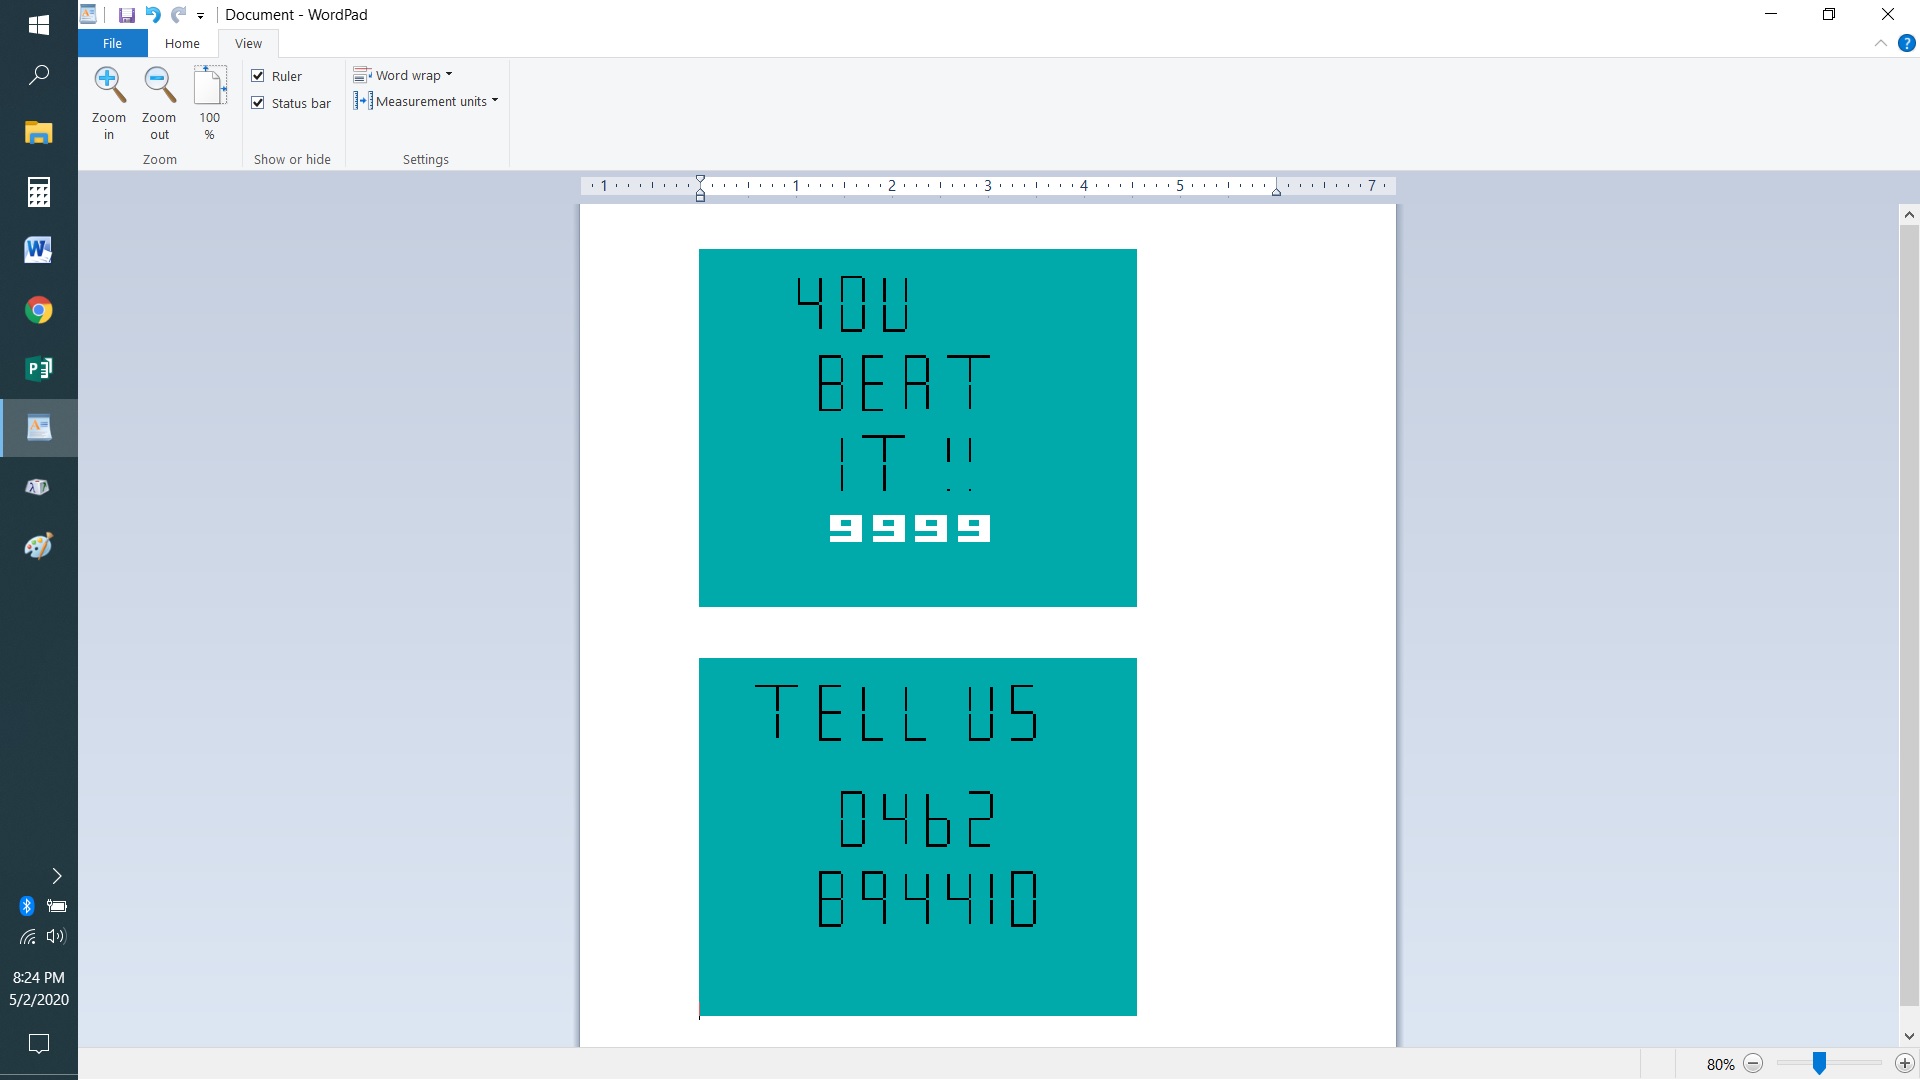 Document - WordPad
File Home View
Zoom in
Zoom out
100 %
Ruler
Status bar
Word wrap
Measurement units
Zoom
Show or hide
Settings
1 1 2 3 4 5 7
YOU
BEAT
IT !!
9999
TELL US
0462
894410
8:24 PM
5/2/2020
80%